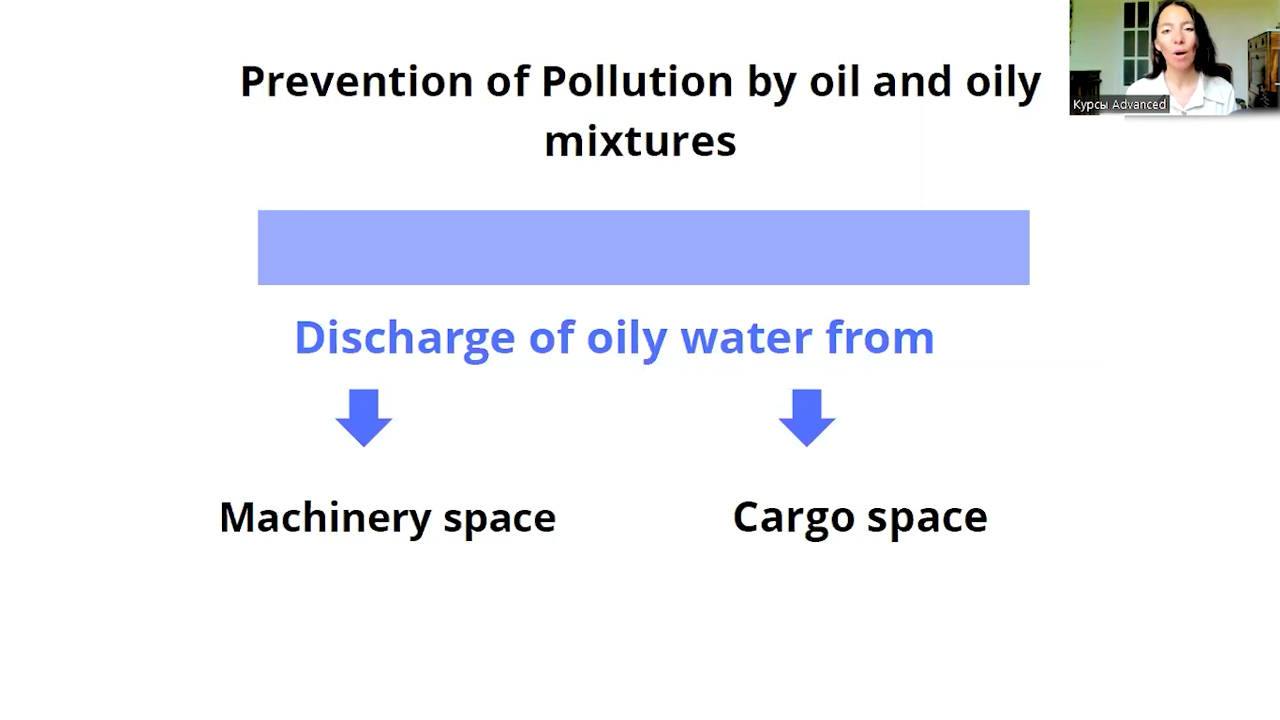 Prevention of Pollution by oil and oily
mixtures
Курсы Advanced
Discharge of oily water from
Machinery space
Cargo space